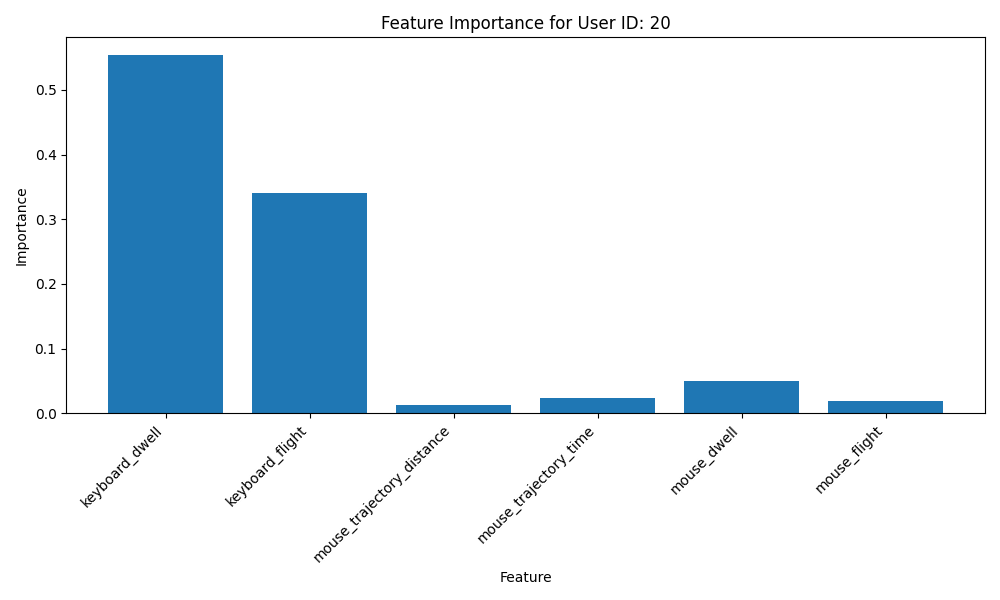 Feature Importance for User ID: 20
Importance
0.5
0.4
0.3
0.2
0.1
0.0
keyboard_dwell
keyboard_flight
mouse_trajectory_distance
mouse_trajectory_time
mouse_dwell
mouse_flight
Feature